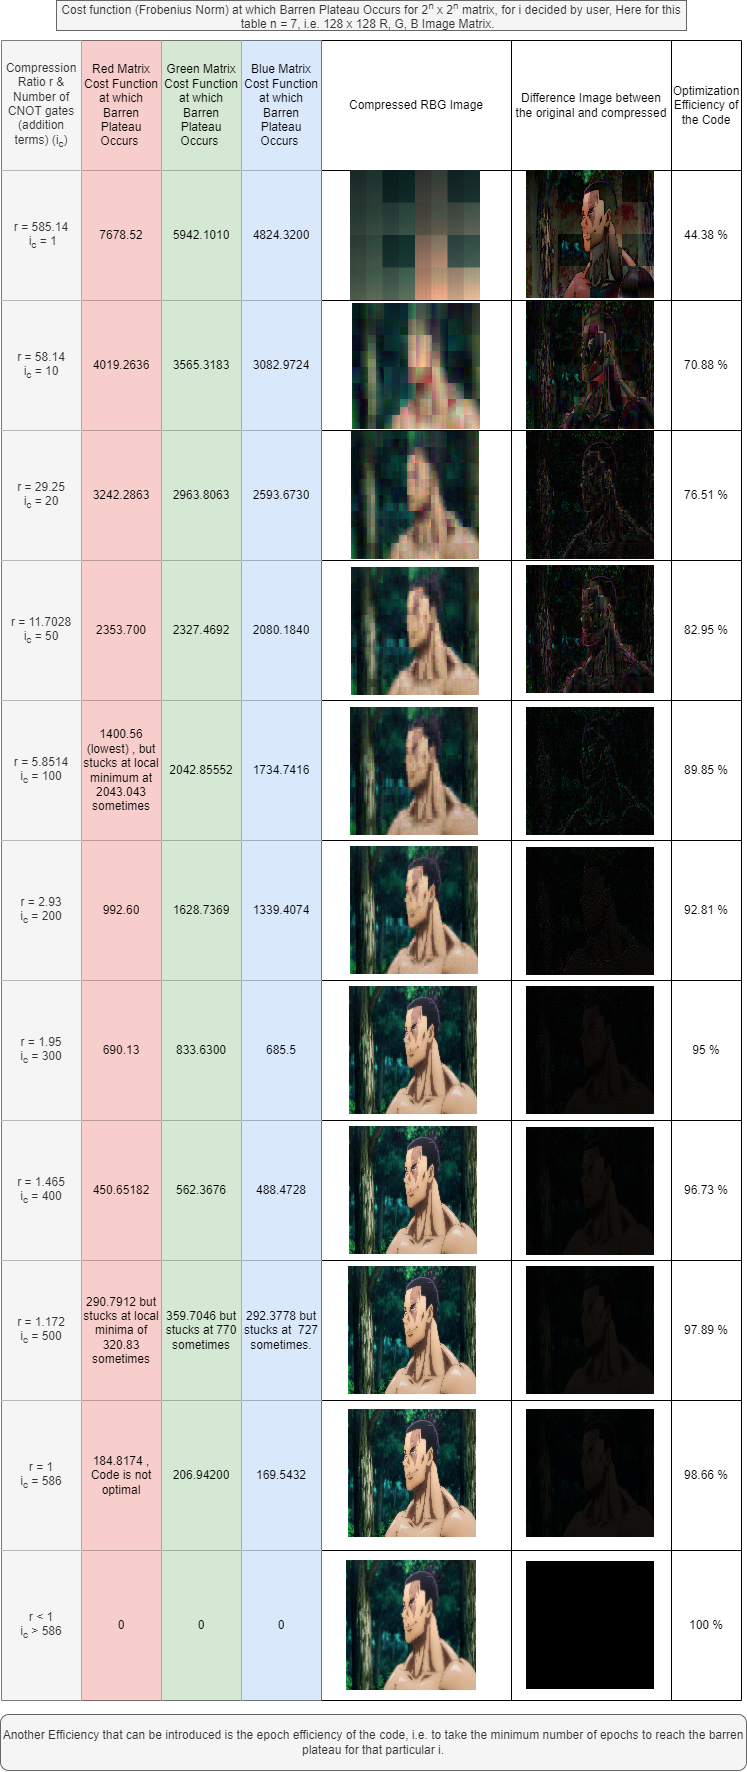 Cost function (Frobenius Norm) at which Barren Plateau Occurs for 2^n x 2^n matrix, for i decided by user, Here for this
table n = 7, i.e. 128 x 128 R, G, B Image Matrix.
Compression
Ratio r &
Number of
CNOT gates
(addition
terms) (i_c)
Red Matrix
Cost Function
at which
Barren
Plateau
Occurs
Green Matrix
Cost Function
at which
Barren
Plateau
Occurs
Blue Matrix
Cost Function
at which
Barren
Plateau
Occurs
Compressed RBG Image
Difference Image between
the original and compressed
Optimization
Efficiency of
the Code
r = 585.14
i_c = 1
7678.52
5942.1010
4824.3200
44.38 %
r = 58.14
i_c = 10
4019.2636
3565.3183
3082.9724
70.88 %
r = 29.25
i_c = 20
3242.2863
2963.8063
2593.6730
76.51 %
r = 11.7028
i_c = 50
2353.700
2327.4692
2080.1840
82.95 %
r = 5.8514
i_c = 100
1400.56
(lowest) , but
stucks at local
minimum at
2043.043
sometimes
2042.85552
1734.7416
89.85 %
r = 2.93
i_c = 200
992.60
1628.7369
1339.4074
92.81 %
r = 1.95
i_c = 300
690.13
833.6300
685.5
95 %
r = 1.465
i_c = 400
450.65182
562.3676
488.4728
96.73 %
r = 1.172
i_c = 500
290.7912 but
stucks at local
minima of
320.83
sometimes
359.7046 but
stucks at 770
sometimes
292.3778 but
stucks at 727
sometimes.
97.89 %
r = 1
i_c = 586
184.8174 ,
Code is not
optimal
206.94200
169.5432
98.66 %
r < 1
i_c > 586
0
0
0
100 %
Another Efficiency that can be introduced is the epoch efficiency of the code, i.e. to take the minimum number of epochs to reach the barren
plateau for that particular i.